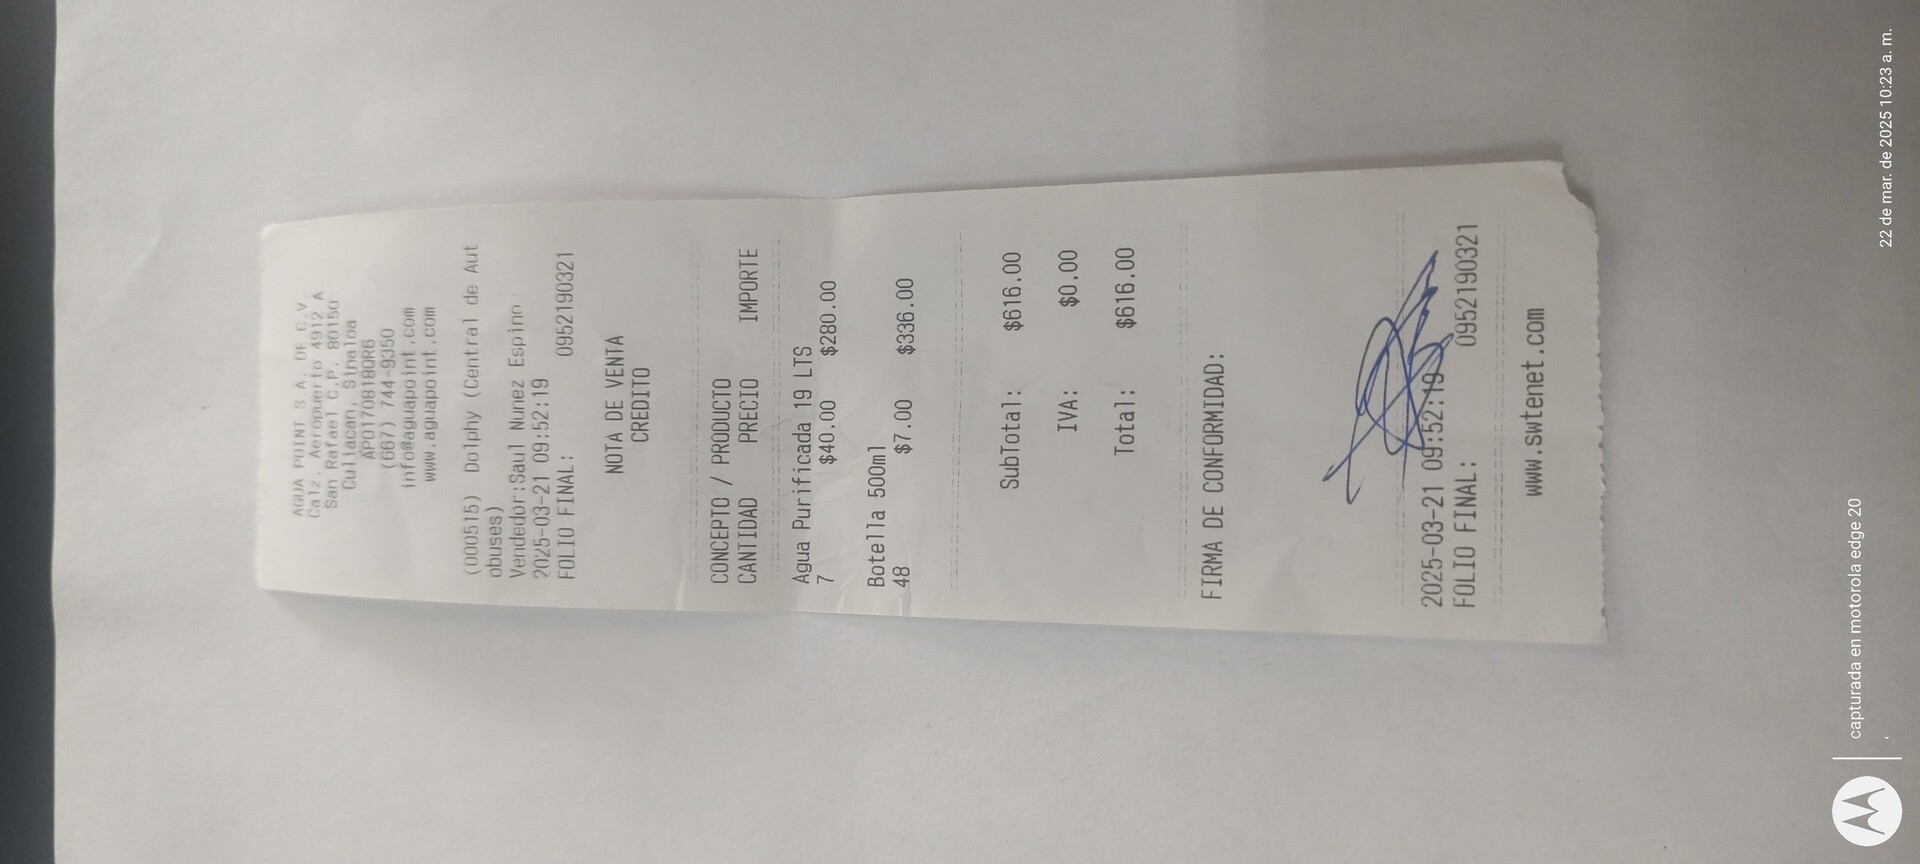 AGUA POINT S.A. DE C.V.
Calz. Aeropuerto 4912 A
San Rafael C.P. 80150
Culiacan, Sinaloa
APO170818QR6
(667) 744-9350
info@aguapoint.com
www.aguapoint.com
(000515) Dolphy (Central de Aut
obuses)
Vendedor:Saul Nunez Espino
2025-03-21 09:52:19
FOLIO FINAL: 0952190321
NOTA DE VENTA
CREDITO
CONCEPTO / PRODUCTO
CANTIDAD PRECIO IMPORTE
Agua Purificada 19 LTS
7 $40.00 $280.00
Botella 500ml
48 $7.00 $336.00
SubTotal: $616.00
IVA: $0.00
Total: $616.00
FIRMA DE CONFORMIDAD:
2025-03-21 09:52:19
FOLIO FINAL: 0952190321
www.swtenet.com
capturada en motorola edge 20
,
22 de mar. de 2025 10:23 a. m.